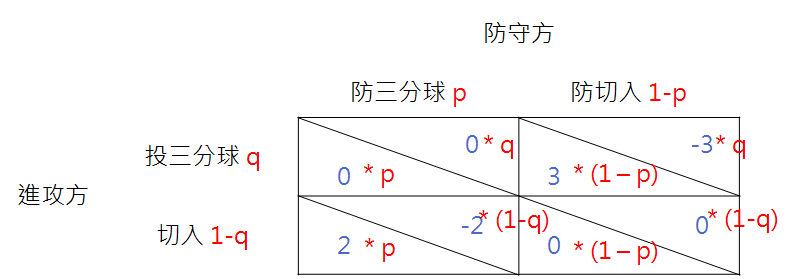 防守方
防三分球 p 防切入 1-p
投三分球 q
0 * q
0 * p
-3 * q
3 * (1 – p)
進攻方
切入 1-q
-2 * (1-q)
2 * p
0 * (1-q)
0 * (1 – p)